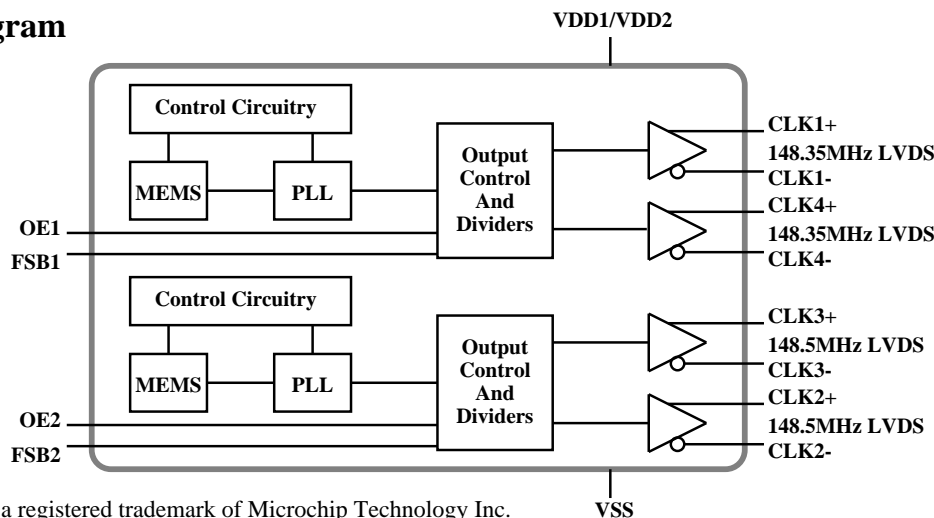 gram
VDD1/VDD2
Control Circuitry
MEMS
PLL
Output
Control
And
Dividers
CLK1+
148.35MHz LVDS
CLK1-
CLK4+
148.35MHz LVDS
CLK4-
OE1
FSB1
Control Circuitry
MEMS
PLL
Output
Control
And
Dividers
CLK3+
148.5MHz LVDS
CLK3-
CLK2+
148.5MHz LVDS
CLK2-
OE2
FSB2
VSS
a registered trademark of Microchip Technology Inc.